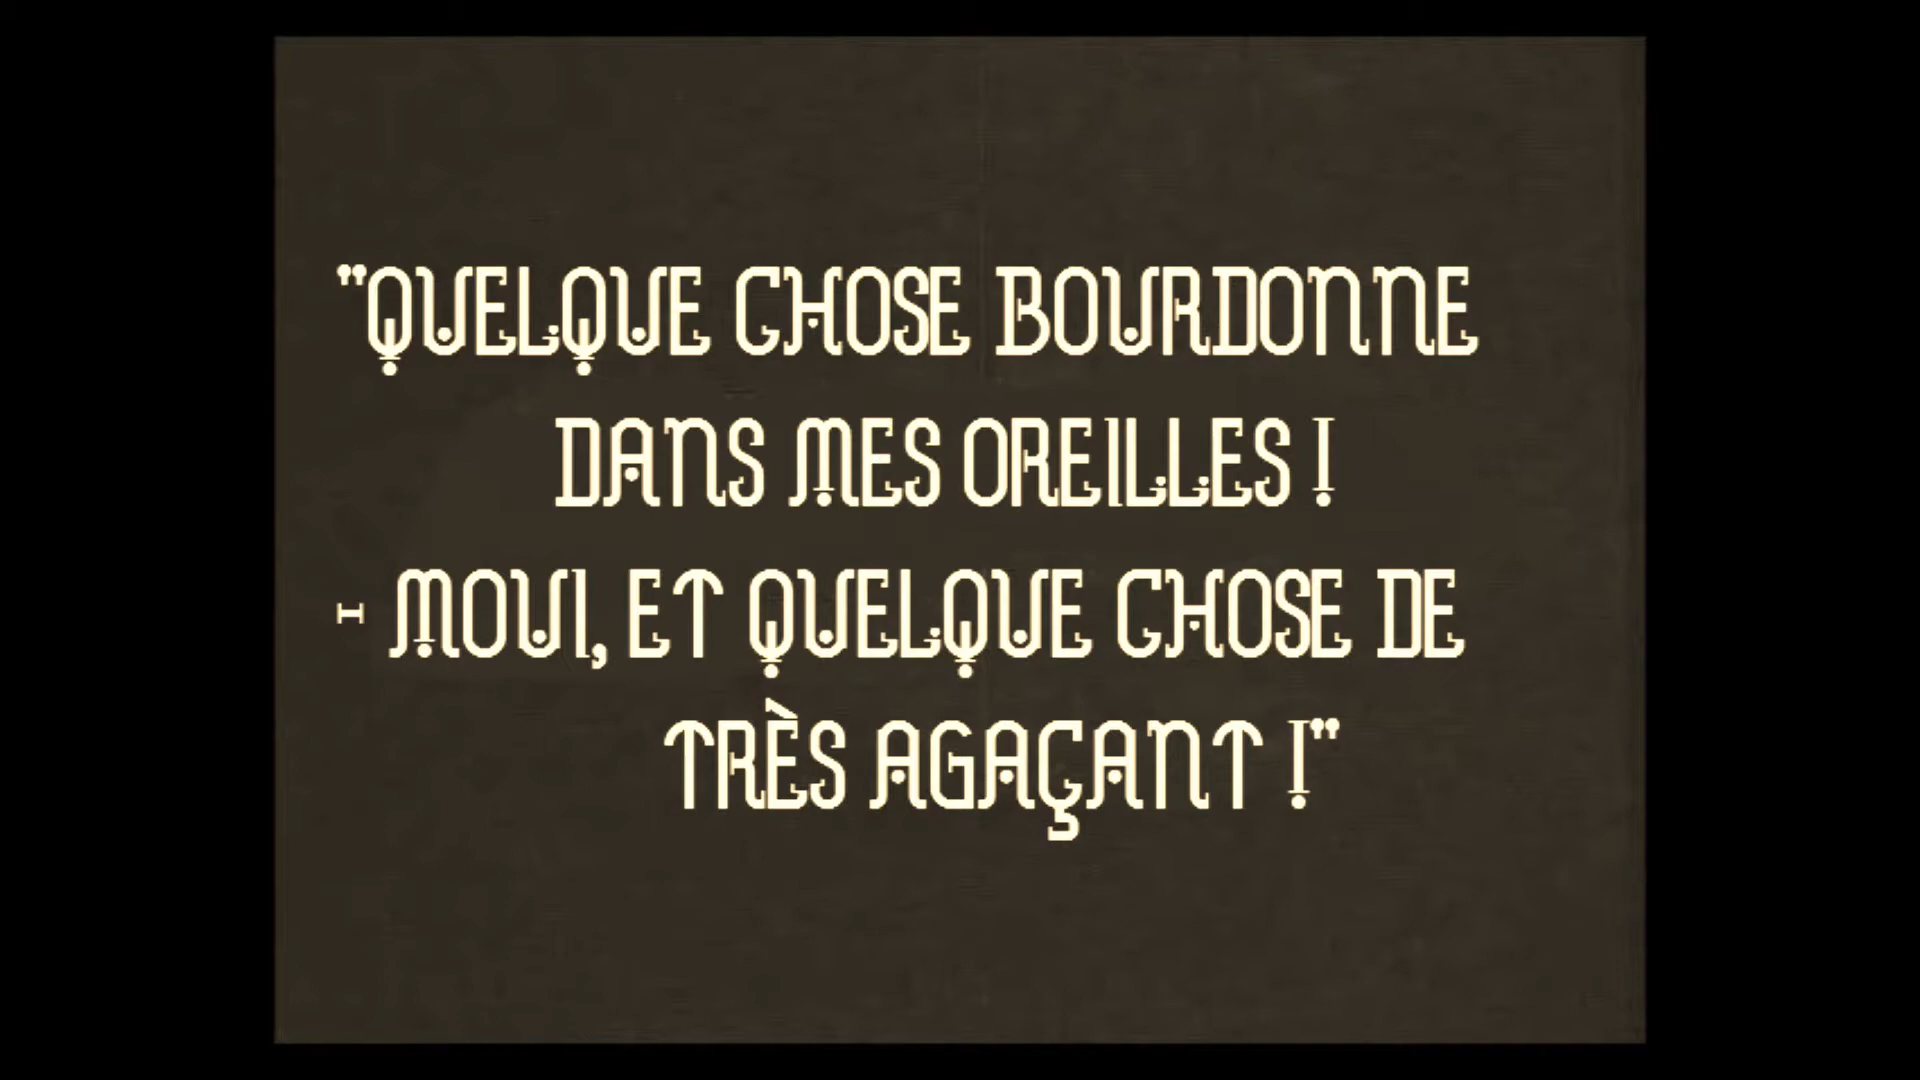 "QUELQUE CHOSE BOURDONNE
DANS MES OREILLES !
- MOUI, ET QUELQUE CHOSE DE
TRÈS AGAÇANT !"